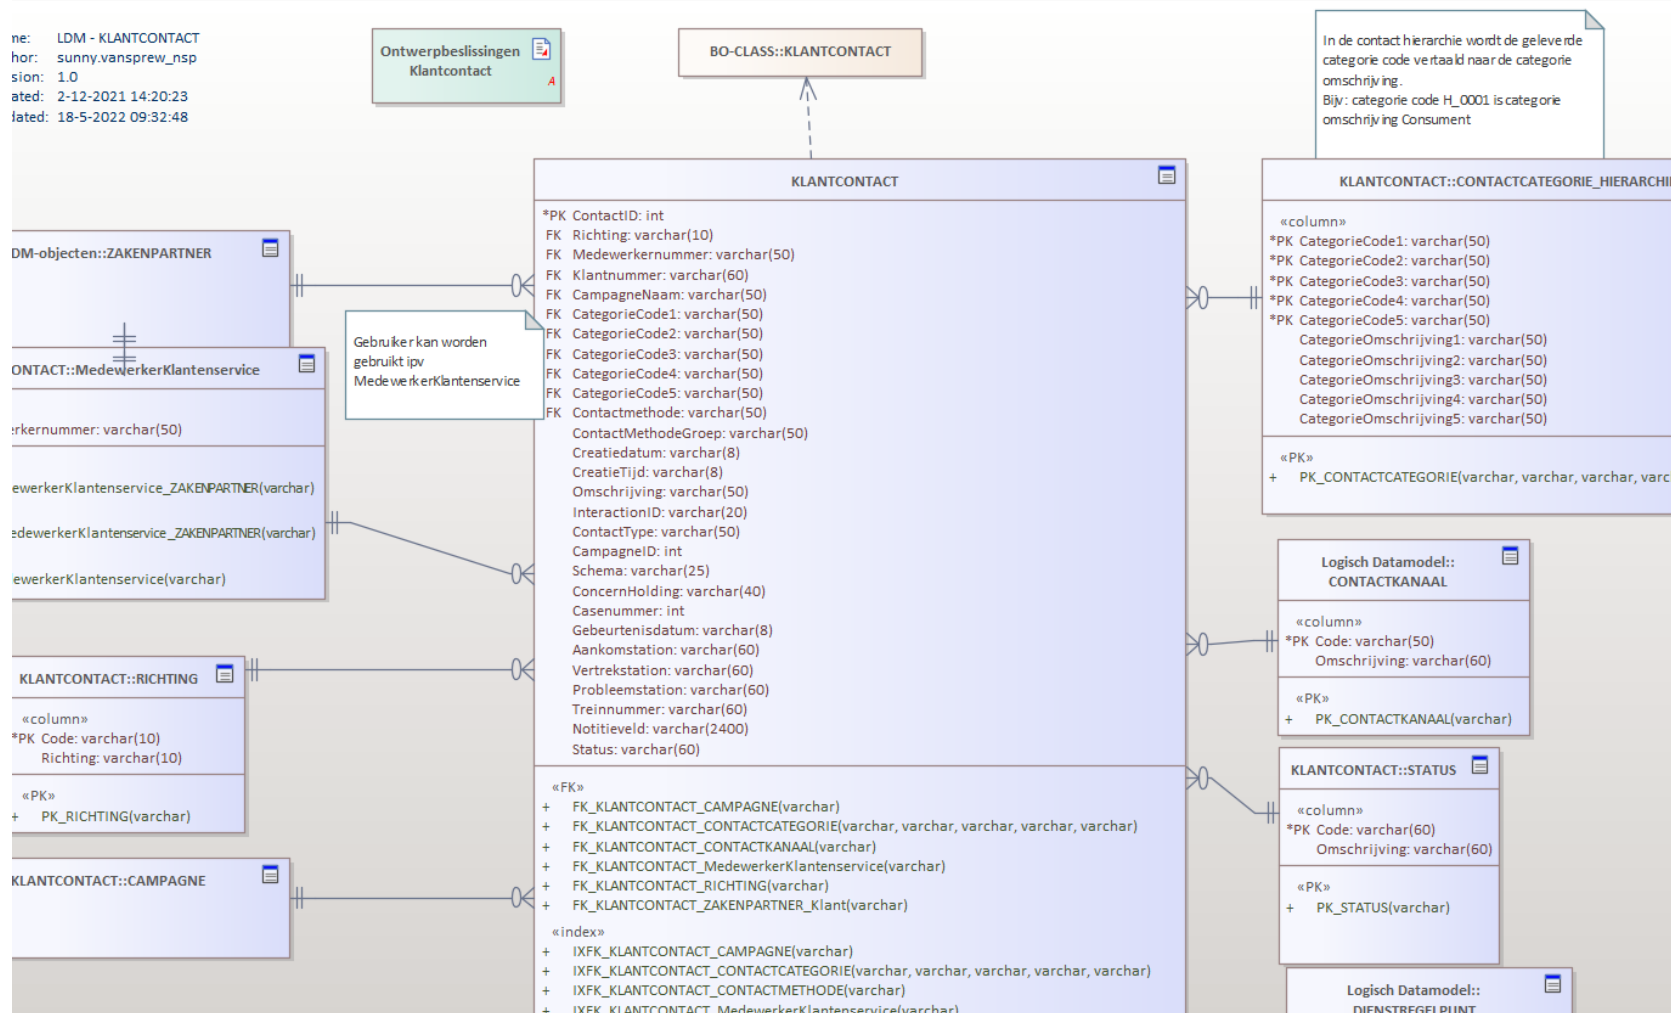 me: LDM - KLANTCONTACT
hor: sunny.vansprew_nsp
sion: 1.0
ated: 2-12-2021 14:20:23
dated: 18-5-2022 09:32:48
Ontwerpbeslissingen
Klantcontact
A
BO-CLASS::KLANTCONTACT
In de contact hierarchie wordt de geleverde
categorie code vertaald naar de categorie
omschrijving.
Bijv: categorie code H_0001 is categorie
omschrijving Consument
DM-objecten::ZAKENPARTNER
ONTACT::MedewerkerKlantenservice
erkernummer: varchar(50)
ewerkerKlantenservice_ZAKENPARTNER(varchar)
edewerkerKlantenservice_ZAKENPARTNER(varchar)
ewerkerKlantenservice(varchar)
Gebruiker kan worden
gebruikt ipv
MedewerkerKlantenservice
KLANTCONTACT::RICHTING
«column»
*PK Code: varchar(10)
Richting: varchar(10)
«PK»
+ PK_RICHTING(varchar)
KLANTCONTACT::CAMPAGNE
KLANTCONTACT
*PK ContactID: int
FK Richting: varchar(10)
FK Medewerkernummer: varchar(50)
FK Klantnummer: varchar(60)
FK CampagneNaam: varchar(50)
FK CategorieCode1: varchar(50)
FK CategorieCode2: varchar(50)
FK CategorieCode3: varchar(50)
FK CategorieCode4: varchar(50)
FK CategorieCode5: varchar(50)
FK Contactmethode: varchar(50)
ContactMethodeGroep: varchar(50)
Creatiedatum: varchar(8)
CreatieTijd: varchar(8)
Omschrijving: varchar(50)
InteractionID: varchar(20)
ContactType: varchar(50)
CampagneID: int
Schema: varchar(25)
ConcernHolding: varchar(40)
Casenummer: int
Gebeurtenisdatum: varchar(8)
Aankomstation: varchar(60)
Vertrekstation: varchar(60)
Probleemstation: varchar(60)
Treinnummer: varchar(60)
Notitieveld: varchar(2400)
Status: varchar(60)
«FK»
+ FK_KLANTCONTACT_CAMPAGNE(varchar)
+ FK_KLANTCONTACT_CONTACTCATEGORIE(varchar, varchar, varchar, varchar, varchar)
+ FK_KLANTCONTACT_CONTACTKANAAL(varchar)
+ FK_KLANTCONTACT_MedewerkerKlantenservice(varchar)
+ FK_KLANTCONTACT_RICHTING(varchar)
+ FK_KLANTCONTACT_ZAKENPARTNER_Klant(varchar)
«index»
+ IXFK_KLANTCONTACT_CAMPAGNE(varchar)
+ IXFK_KLANTCONTACT_CONTACTCATEGORIE(varchar, varchar, varchar, varchar, varchar)
+ IXFK_KLANTCONTACT_CONTACTMETHODE(varchar)
+ IXFK_KLANTCONTACT_MedewerkerKlantenservice(varchar)
KLANTCONTACT::CONTACTCATEGORIE_HIERARCHI
«column»
*PK CategorieCode1: varchar(50)
*PK CategorieCode2: varchar(50)
*PK CategorieCode3: varchar(50)
*PK CategorieCode4: varchar(50)
*PK CategorieCode5: varchar(50)
CategorieOmschrijving1: varchar(50)
CategorieOmschrijving2: varchar(50)
CategorieOmschrijving3: varchar(50)
CategorieOmschrijving4: varchar(50)
CategorieOmschrijving5: varchar(50)
«PK»
+ PK_CONTACTCATEGORIE(varchar, varchar, varchar, varc
Logisch Datamodel::
CONTACTKANAAL
«column»
*PK Code: varchar(50)
Omschrijving: varchar(60)
«PK»
+ PK_CONTACTKANAAL(varchar)
KLANTCONTACT::STATUS
«column»
*PK Code: varchar(60)
Omschrijving: varchar(60)
«PK»
+ PK_STATUS(varchar)
Logisch Datamodel::
DIENSTREGELPUNT